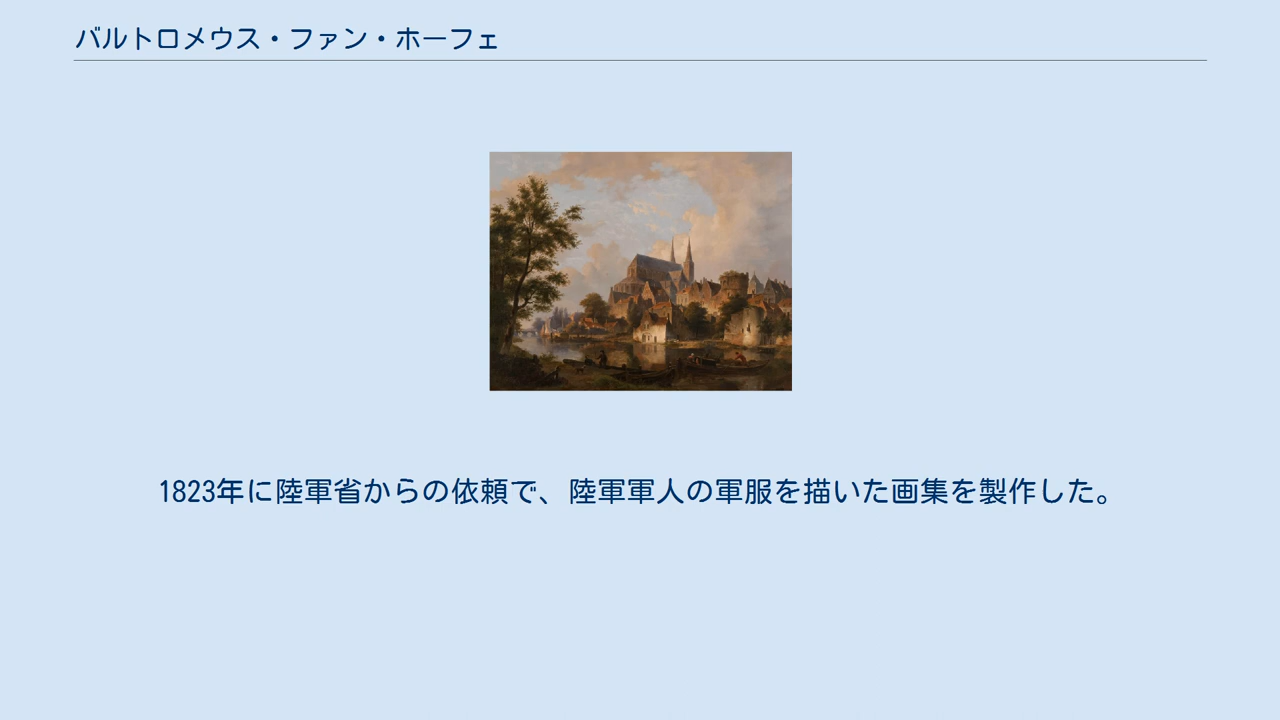 バルトロメウス・ファン・ホーフェ
1823年に陸軍省からの依頼で、陸軍軍人の軍服を描いた画集を製作した。